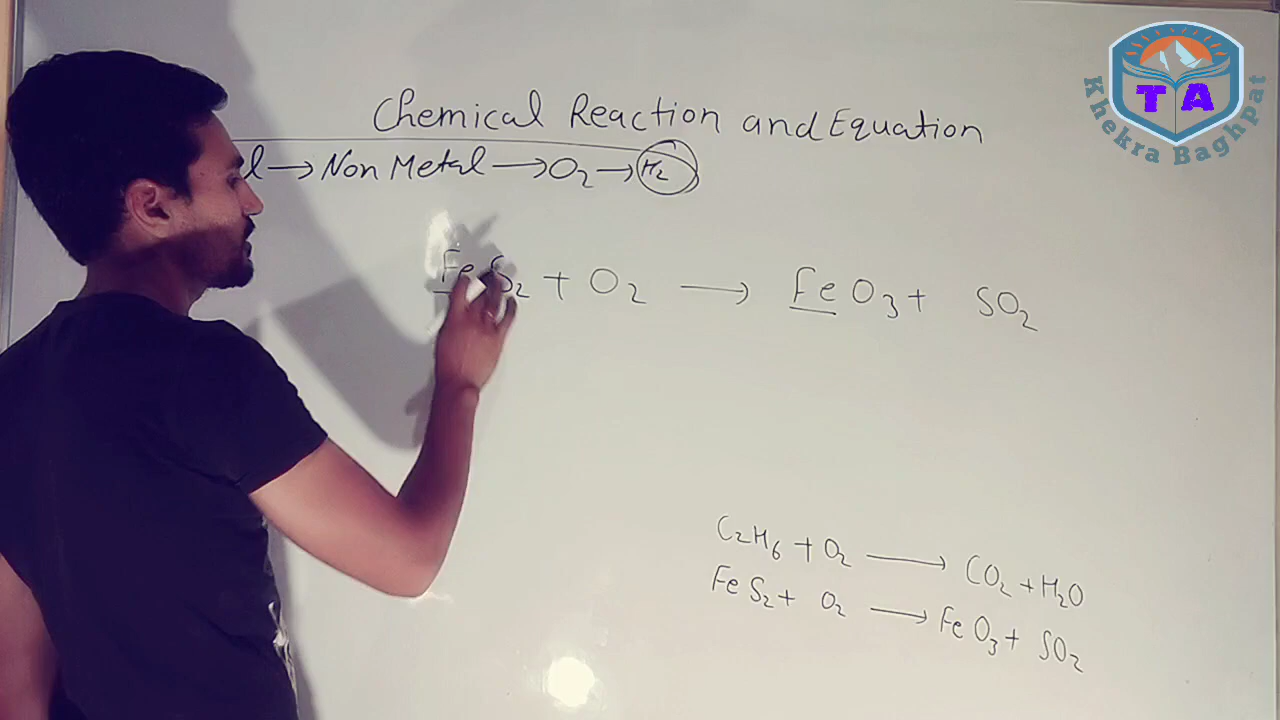 Chemical Reaction and Equation
l → Non Metal → O2 → H2
FeS2 + O2 → FeO3 + SO2
C2H6 + O2 → CO2 + H2O
FeS2 + O2 → FeO3 + SO2
TA
Khekra Baghpat